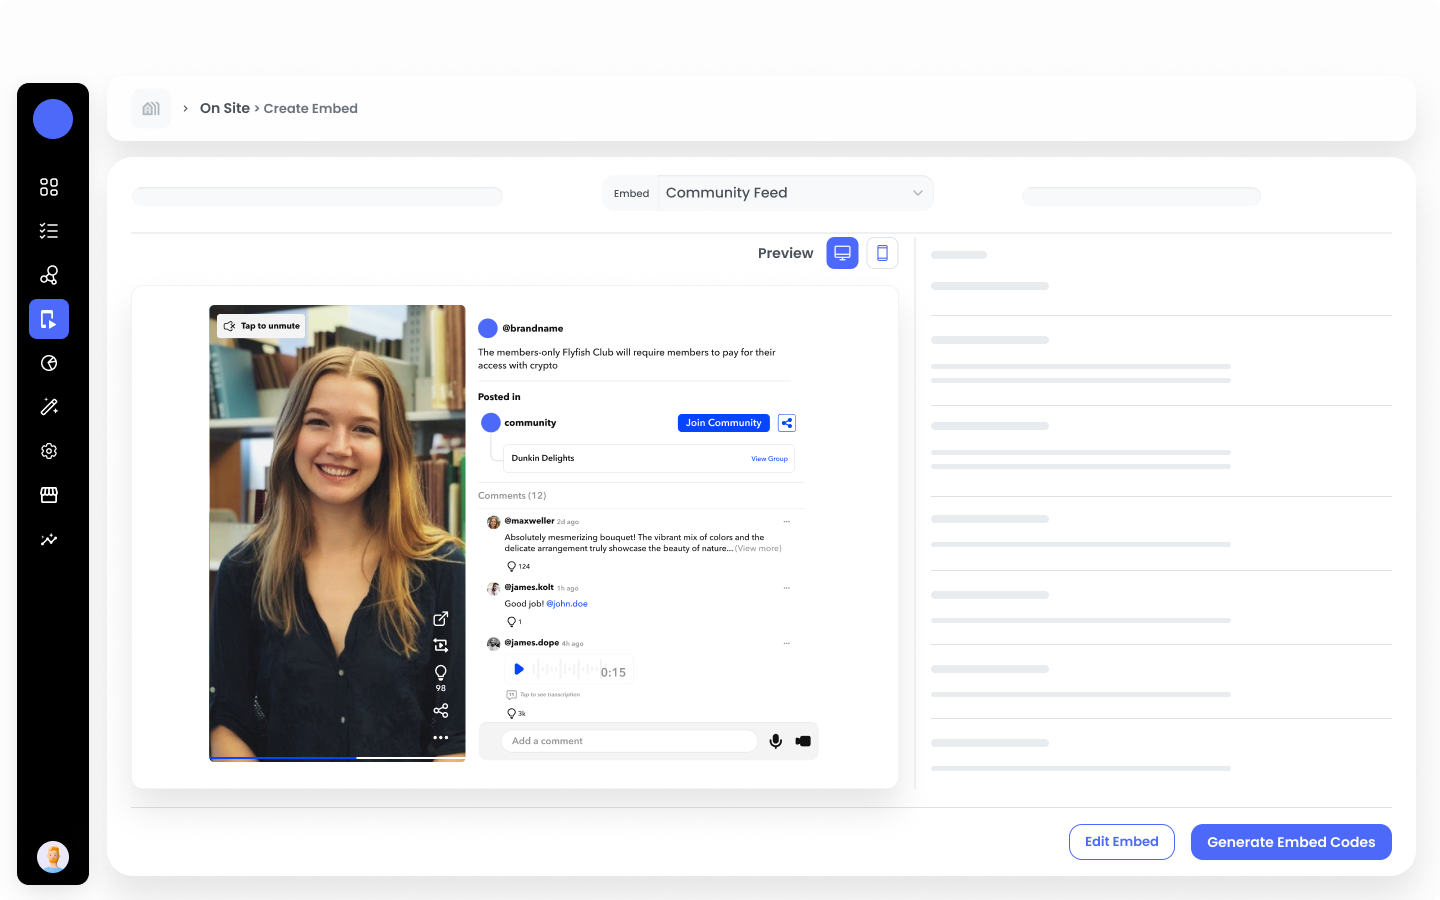 On Site > Create Embed
Embed
Community Feed
Preview
Tap to unmute
98
@brandname
The members-only Flyfish Club will require members to pay for their
access with crypto
Posted in
community
Join Community
Dunkin Delights
View Group
Comments (12)
@maxweller 2d ago
Absolutely mesmerizing bouquet! The vibrant mix of colors and the
delicate arrangement truly showcase the beauty of nature... (View more)
124
@james.kolt 1h ago
Good job! @john.doe
1
@james.dope 4h ago
0:15
Tap to see transcription
3k
Add a comment
Edit Embed
Generate Embed Codes